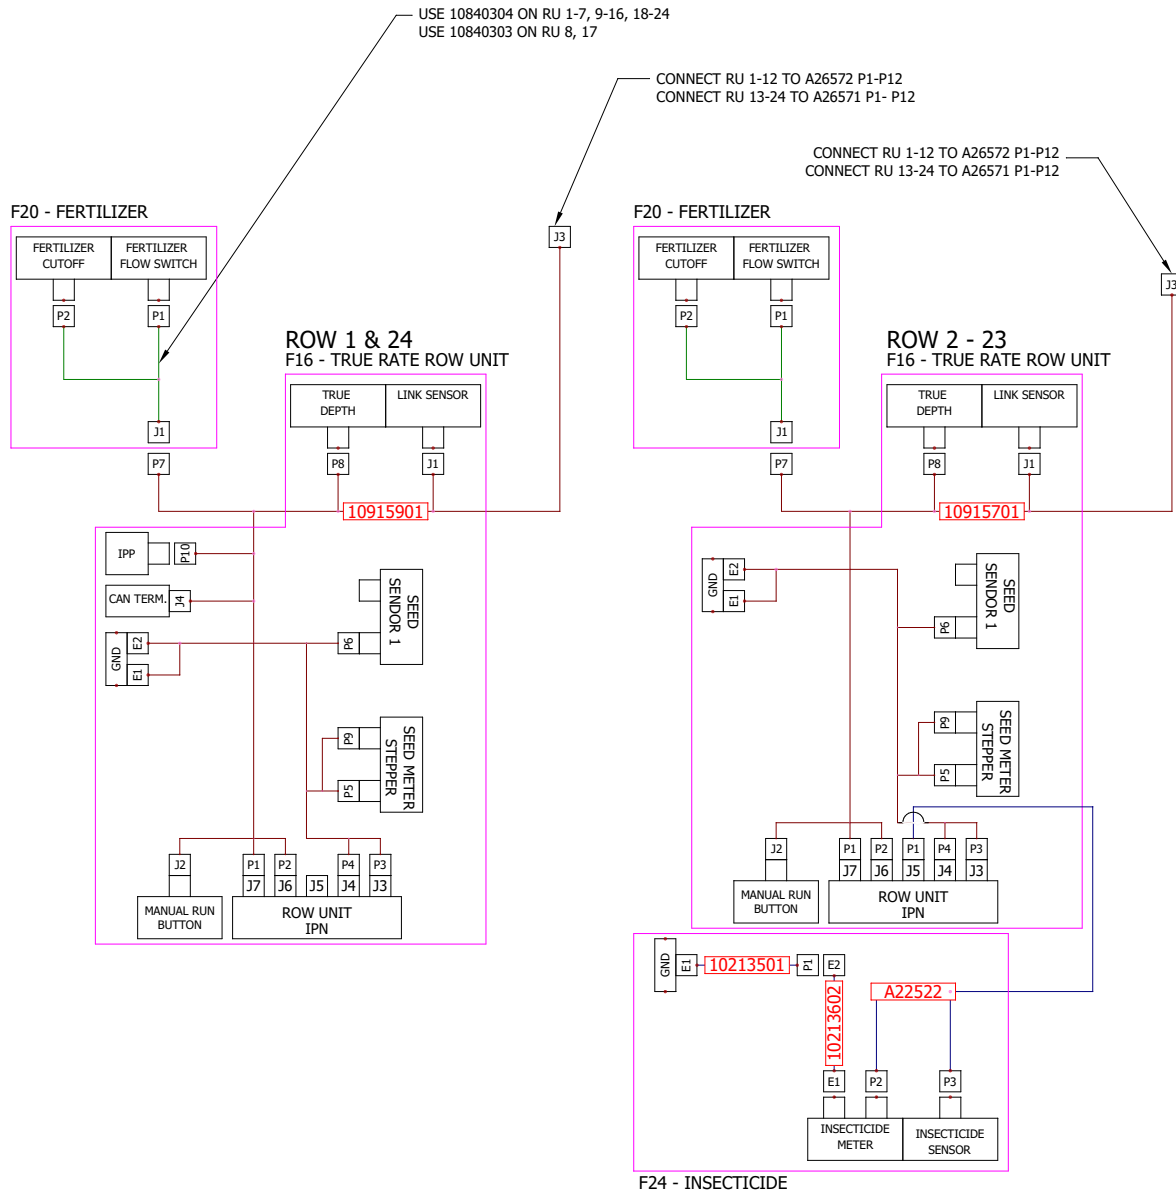 USE 10840304 ON RU 1-7, 9-16, 18-24
USE 10840303 ON RU 8, 17
CONNECT RU 1-12 TO A26572 P1-P12
CONNECT RU 13-24 TO A26571 P1- P12
CONNECT RU 1-12 TO A26572 P1-P12
CONNECT RU 13-24 TO A26571 P1-P12
F20 - FERTILIZER
FERTILIZER
CUTOFF
FERTILIZER
FLOW SWITCH
P2
P1
J1
P7
J3
ROW 1 & 24
F16 - TRUE RATE ROW UNIT
TRUE
DEPTH
LINK SENSOR
P8
J1
10915901
IPP
P10
CAN TERM.
J4
GND
E2
E1
P6
SEED
SENDOR 1
P9
P5
SEED METER
STEPPER
J2
P1
P2
P4
P3
J7
J6
J5
J4
J3
MANUAL RUN
BUTTON
ROW UNIT
IPN
F20 - FERTILIZER
FERTILIZER
CUTOFF
FERTILIZER
FLOW SWITCH
P2
P1
J1
P7
J3
ROW 2 - 23
F16 - TRUE RATE ROW UNIT
TRUE
DEPTH
LINK SENSOR
P8
J1
10915701
GND
E2
E1
P6
SEED
SENDOR 1
P9
P5
SEED METER
STEPPER
J2
P1
P2
P1
P4
P3
J7
J6
J5
J4
J3
MANUAL RUN
BUTTON
ROW UNIT
IPN
GND
E1
10213501
P1
E2
10213602
A22522
E1
P2
P3
INSECTICIDE
METER
INSECTICIDE
SENSOR
F24 - INSECTICIDE